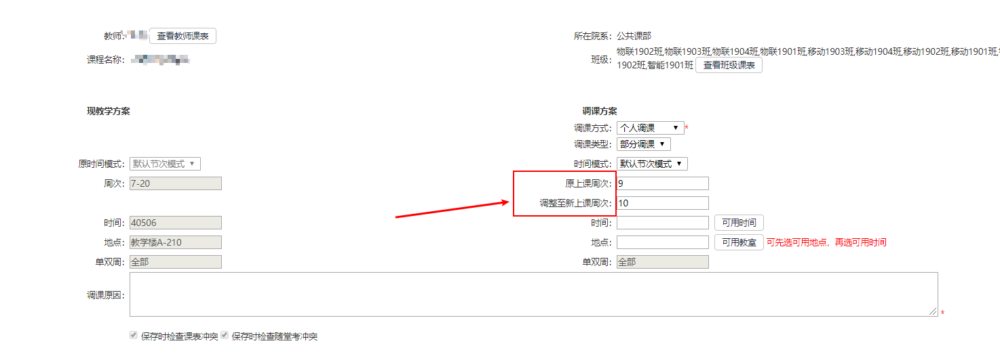 教师: 查看教师课表 所在院系: 公共课部
课程名称: 班级: 物联1902班,物联1903班,物联1904班,物联1901班,移动1903班,移动1904班,移动1902班,移动1901班,
1902班,智能1901班 查看班级课表
现教学方案 调课方案
调课方式: 个人调课 *
调课类型: 部分调课
原时间模式: 默认节次模式 时间模式: 默认节次模式
周次: 7-20 原上课周次: 9
调整至新上课周次: 10
时间: 40506 时间: 可用时间
地点: 教学楼A-210 地点: 可用教室 可先选可用地点，再选可用时间
单双周: 全部 单双周: 全部
调课原因: *
保存时检查课表冲突 保存时检查随堂考冲突